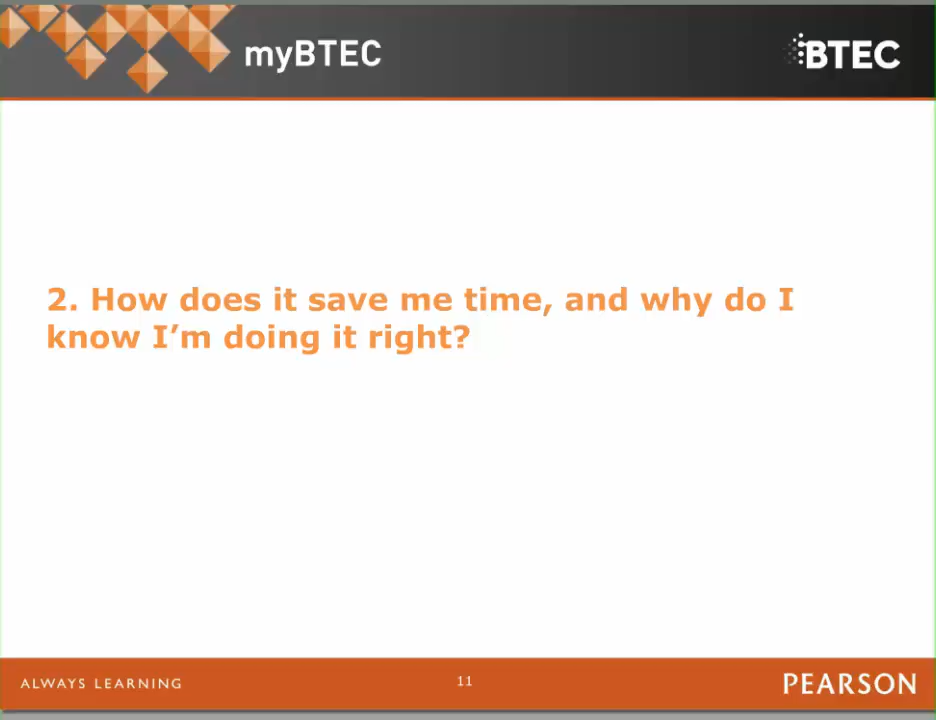 myBTEC
BTEC
2. How does it save me time, and why do I
know I’m doing it right?
ALWAYS LEARNING
11
PEARSON